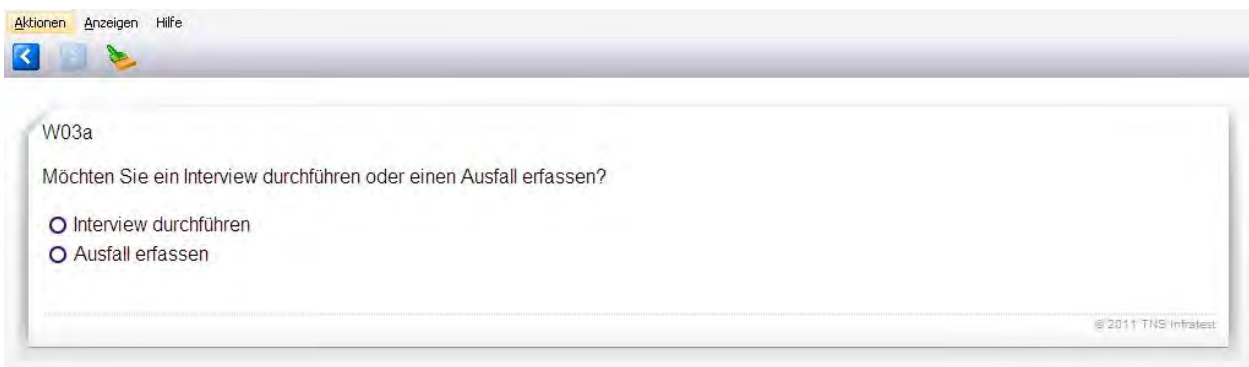 Aktionen Anzeigen Hilfe
W03a
Möchten Sie ein Interview durchführen oder einen Ausfall erfassen?
Interview durchführen
Ausfall erfassen
© 2011 TNS Infratest